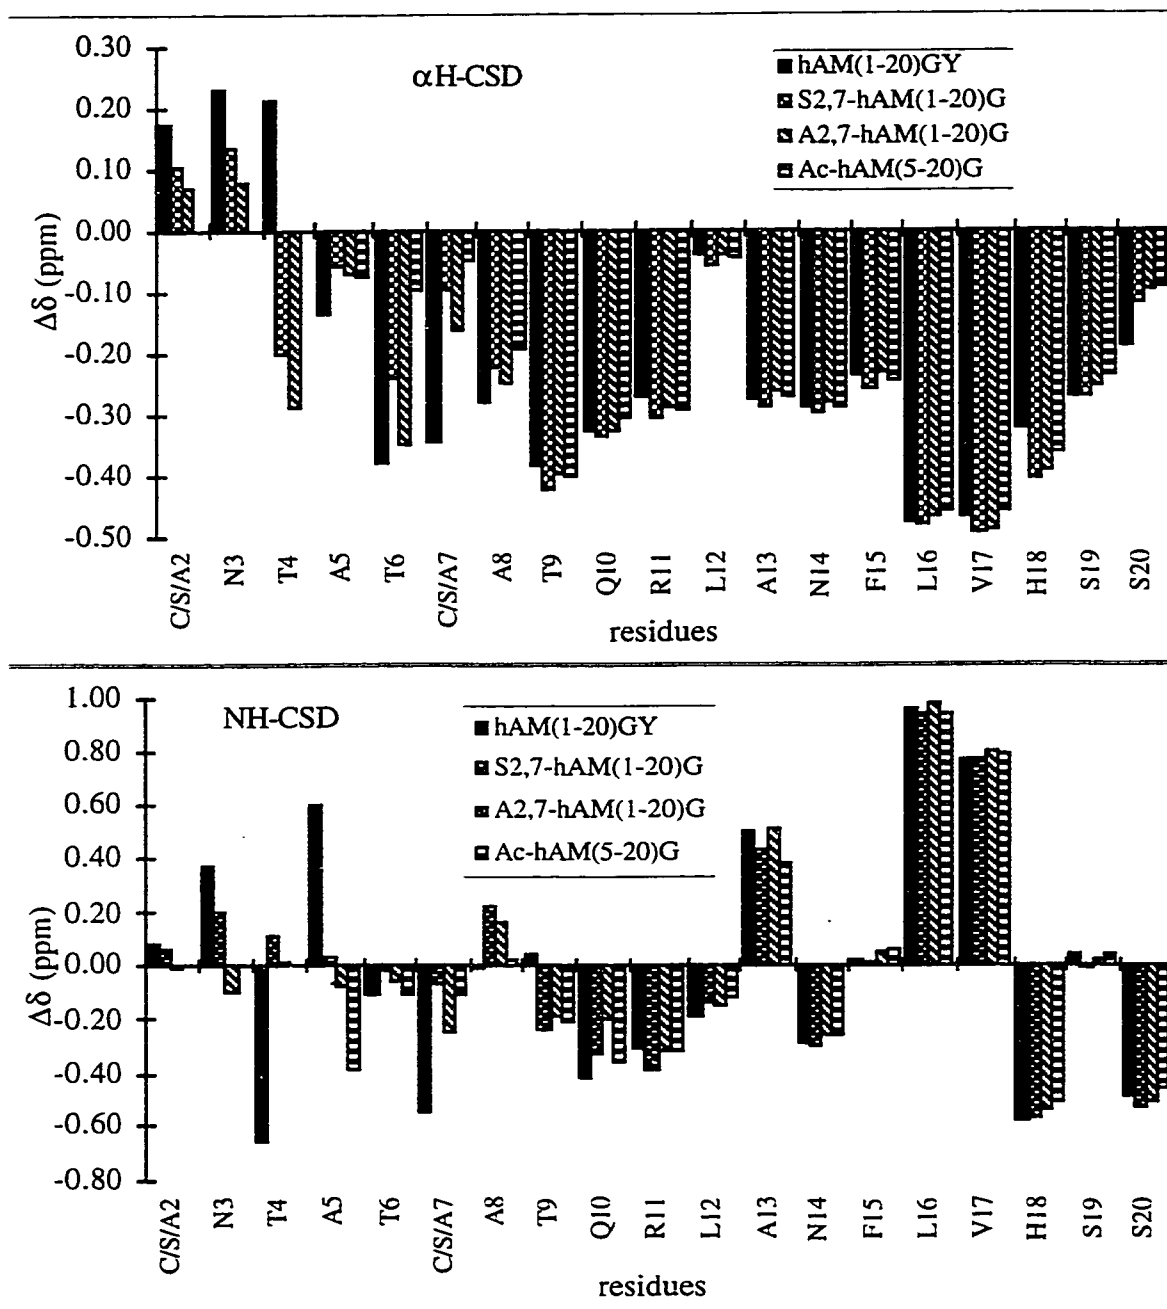 0.30
0.20
0.10
0.00
-0.10
-0.20
-0.30
-0.40
-0.50
Δδ (ppm)
αH-CSD
hAM(1-20)GY
S2,7-hAM(1-20)G
A2,7-hAM(1-20)G
Ac-hAM(5-20)G
C/S/A2
N3
T4
A5
T6
C/S/A7
A8
T9
Q10
R11
L12
A13
N14
F15
L16
V17
H18
S19
S20
residues
1.00
0.80
0.60
0.40
0.20
0.00
-0.20
-0.40
-0.60
-0.80
Δδ (ppm)
NH-CSD
hAM(1-20)GY
S2,7-hAM(1-20)G
A2,7-hAM(1-20)G
Ac-hAM(5-20)G
C/S/A2
N3
T4
A5
T6
C/S/A7
A8
T9
Q10
R11
L12
A13
N14
F15
L16
V17
H18
S19
S20
residues